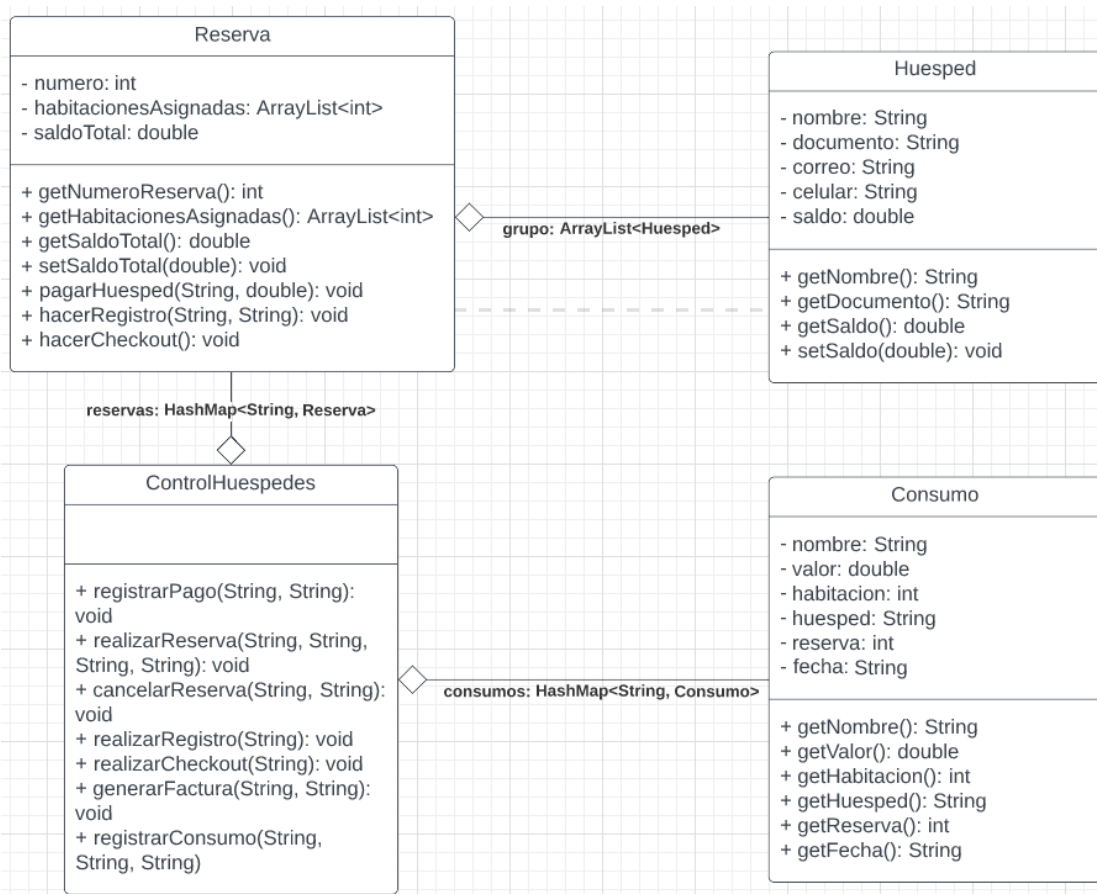 Reserva
- numero: int
- habitacionesAsignadas: ArrayList<int>
- saldoTotal: double
+ getNumeroReserva(): int
+ getHabitacionesAsignadas(): ArrayList<int>
+ getSaldoTotal(): double
+ setSaldoTotal(double): void
+ pagarHuesped(String, double): void
+ hacerRegistro(String, String): void
+ hacerCheckout(): void
grupo: ArrayList<Huesped>
Huesped
- nombre: String
- documento: String
- correo: String
- celular: String
- saldo: double
+ getNombre(): String
+ getDocumento(): String
+ getSaldo(): double
+ setSaldo(double): void
reservas: HashMap<String, Reserva>
ControlHuespedes
+ registrarPago(String, String):
void
+ realizarReserva(String, String,
String, String): void
+ cancelarReserva(String, String):
void
+ realizarRegistro(String): void
+ realizarCheckout(String): void
+ generarFactura(String, String):
void
+ registrarConsumo(String,
String, String)
consumos: HashMap<String, Consumo>
Consumo
- nombre: String
- valor: double
- habitacion: int
- huesped: String
- reserva: int
- fecha: String
+ getNombre(): String
+ getValor(): double
+ getHabitacion(): int
+ getHuesped(): String
+ getReserva(): int
+ getFecha(): String